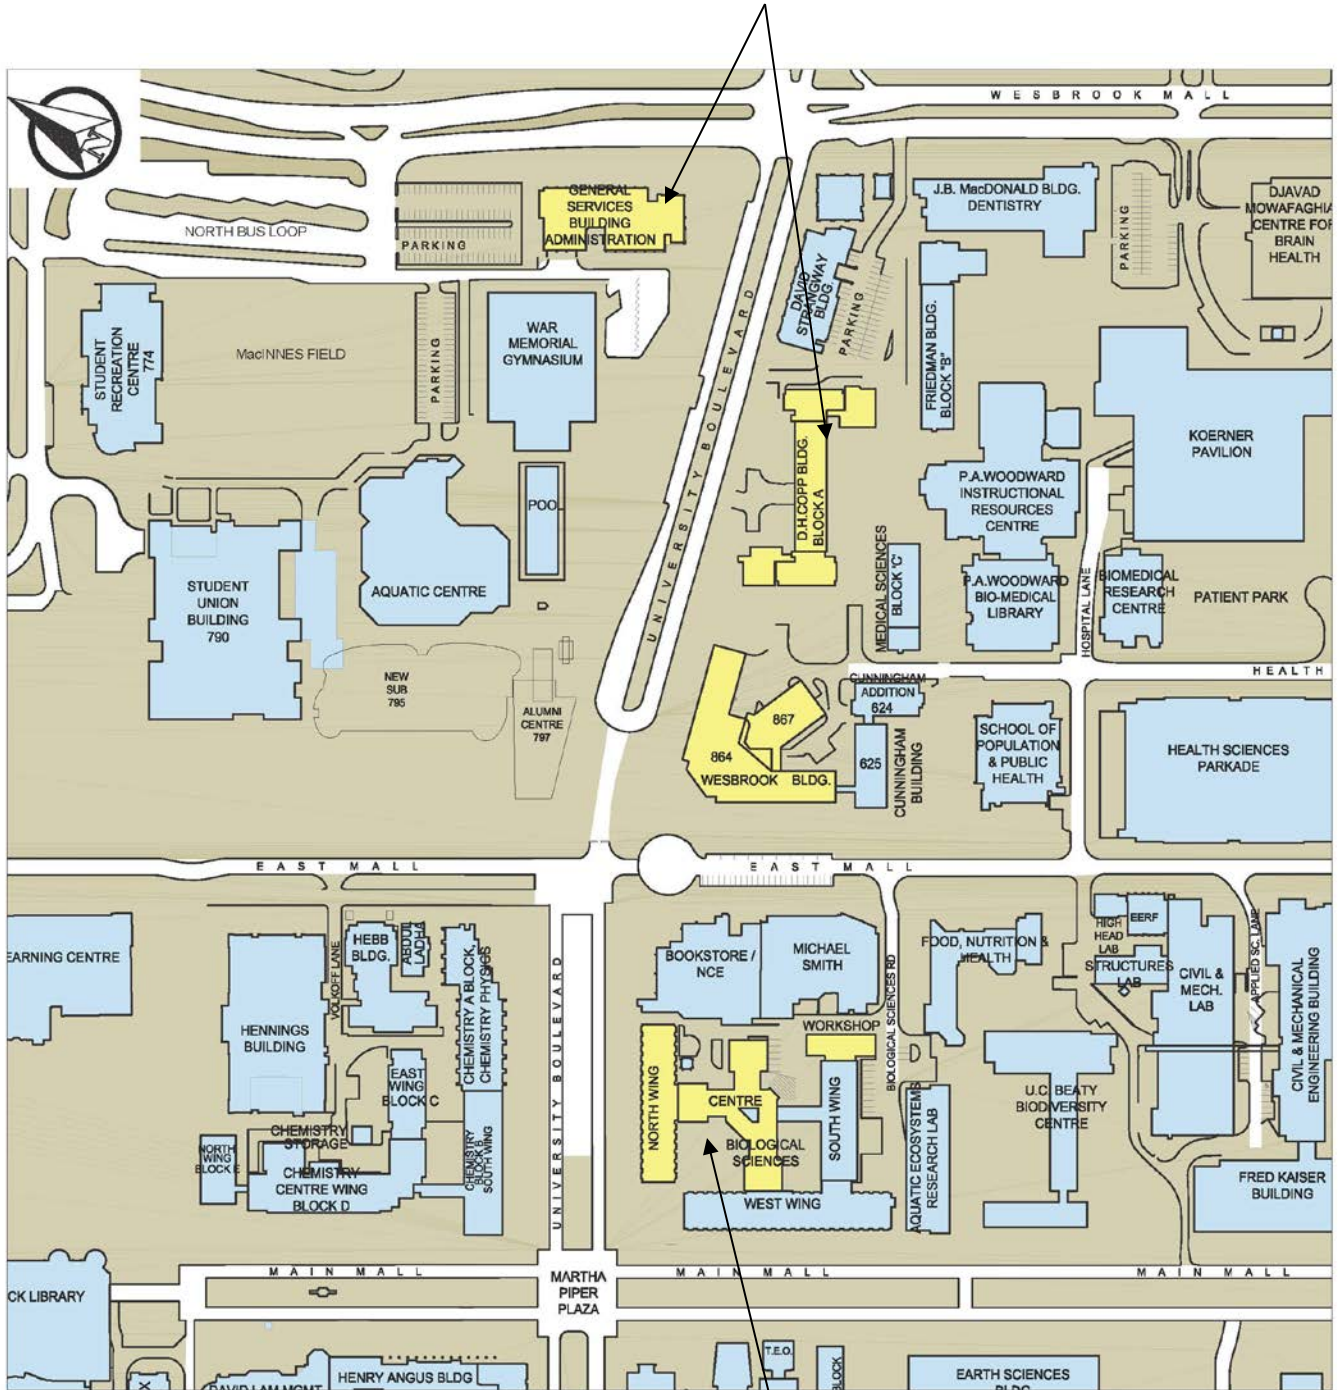 WESBROOK MALL
GENERAL
SERVICES
BUILDING
ADMINISTRATION
J.B. MacDONALD BLDG.
DENTISTRY
DJAVAD
MOWAFAGHIA
CENTRE FOR
BRAIN
HEALTH
NORTH BUS LOOP
PARKING
PARKING
DAVID
STRANGWAY
BLDG.
PARKING
STUDENT
RECREATION
CENTRE
774
MacINNES FIELD
PARKING
WAR
MEMORIAL
GYMNASIUM
UNIVERSITY BOULEVARD
FRIEDMAN BLDG.
BLOCK "B"
KOERNER
PAVILION
D.H.COPP BLDG.
BLOCK A
P.A.WOODWARD
INSTRUCTIONAL
RESOURCES
CENTRE
POOL
STUDENT
UNION
BUILDING
790
AQUATIC CENTRE
MEDICAL SCIENCES
BLOCK 'C'
P.A.WOODWARD
BIO-MEDICAL
LIBRARY
HOSPITAL LANE
BIOMEDICAL
RESEARCH
CENTRE
PATIENT PARK
HEALTH
NEW
SUB
795
ALUMNI
CENTRE
797
867
864
WESBROOK BLDG.
CUNNINGHAM
ADDITION
624
625
CUNNINGHAM
BUILDING
SCHOOL OF
POPULATION
& PUBLIC
HEALTH
HEALTH SCIENCES
PARKADE
EAST MALL
EAST MALL
EARNING CENTRE
VOLKOFF LANE
HEBB
BLDG.
ABDUL
LADHA
CHEMISTRY A BLOCK,
CHEMISTRY PHYSICS
UNIVERSITY BOULEVARD
BOOKSTORE /
NCE
MICHAEL
SMITH
BIOLOGICAL SCIENCES RD
FOOD, NUTRITION &
HEALTH
HIGH
HEAD
LAB
EERF
STRUCTURES
LAB
CIVIL &
MECH.
LAB
APPLIED SC. LANE
CIVIL & MECHANICAL
ENGINEERING BUILDING
HENNINGS
BUILDING
WORKSHOP
EAST
WING
BLOCK C
NORTH WING
CENTRE
BIOLOGICAL
SCIENCES
SOUTH WING
AQUATIC ECOSYSTEMS
RESEARCH LAB
U.C. BEATY
BIODIVERSITY
CENTRE
CHEMISTRY
STORAGE
NORTH
WING
BLOCK E
CHEMISTRY
CENTRE WING
BLOCK D
CHEMISTRY
BLOCK B
SOUTH WING
WEST WING
FRED KAISER
BUILDING
MAIN MALL
MARTHA
PIPER
PLAZA
MAIN MALL
MAIN MALL
CK LIBRARY
HENRY ANGUS BLDG
DAVID LAM MGMT
T.E.O.
BLOCK
EARTH SCIENCES
BLDG